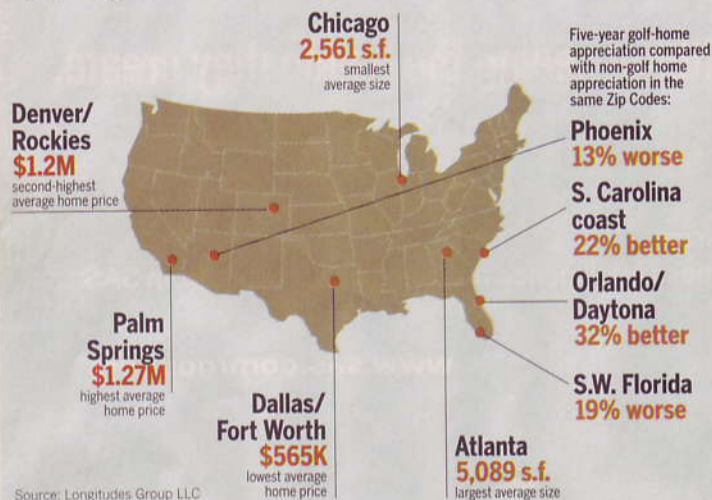 Chicago
2,561 s.f.
smallest
average size
Five-year golf-home
appreciation compared
with non-golf home
appreciation in the
same Zip Codes:
Denver/
Rockies
$1.2M
second-highest
average home price
Phoenix
13% worse
S. Carolina
coast
22% better
Orlando/
Daytona
32% better
S.W. Florida
19% worse
Palm
Springs
$1.27M
highest average
home price
Dallas/
Fort Worth
$565K
lowest average
home price
Atlanta
5,089 s.f.
largest average size
Source: Longitudes Group LLC